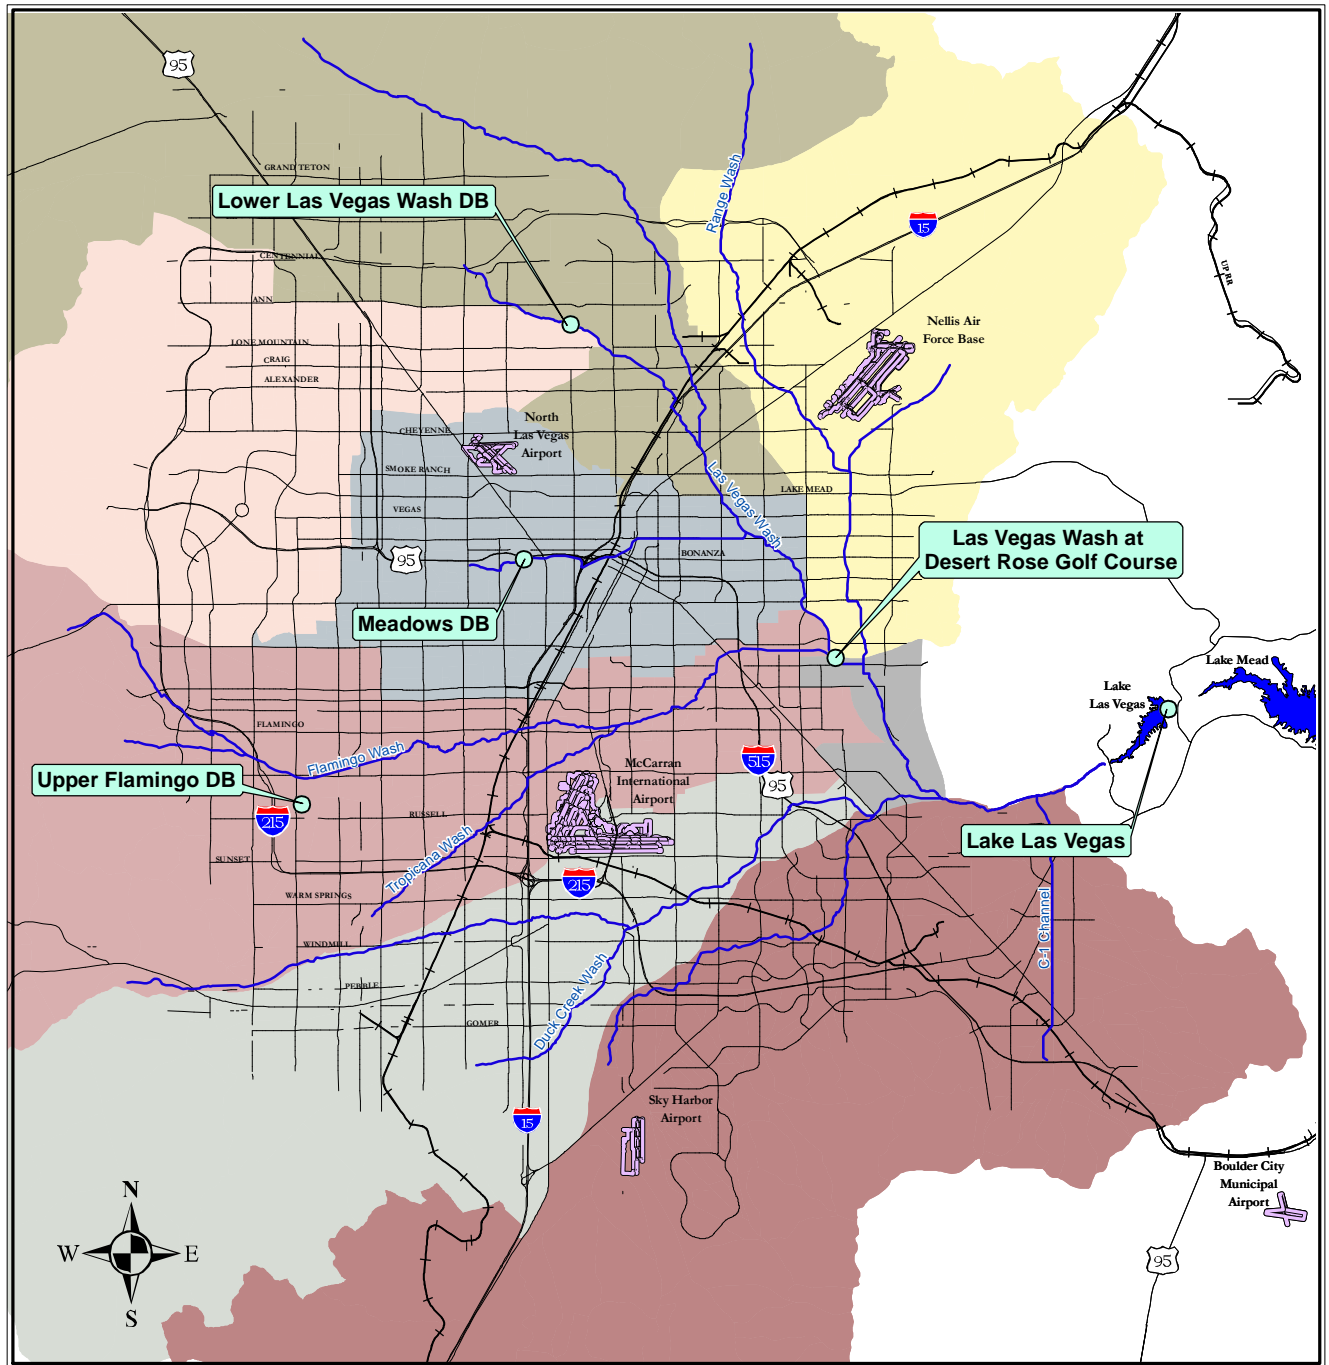 95
GRAND TETON
Range Wash
Lower Las Vegas Wash DB
15
CENTENNIAL
UP RR
ANN
Nellis Air
Force Base
LONE MOUNTAIN
CRAIG
ALEXANDER
North
Las Vegas
Airport
CHEYENNE
SMOKE RANCH
LAKE MEAD
Las Vegas Wash
VEGAS
Las Vegas Wash at
Desert Rose Golf Course
95
BONANZA
Meadows DB
Lake Mead
Lake
Las Vegas
FLAMINGO
Flamingo Wash
515
95
McCarran
International
Airport
Upper Flamingo DB
215
RUSSELL
Lake Las Vegas
Tropicana Wash
SUNSET
215
WARM SPRINGS
C-1 Channel
WINDMILL
PEBBLE
Duck Creek Wash
GOMER
15
Sky Harbor
Airport
Boulder City
Municipal
Airport
95
N
W
E
S